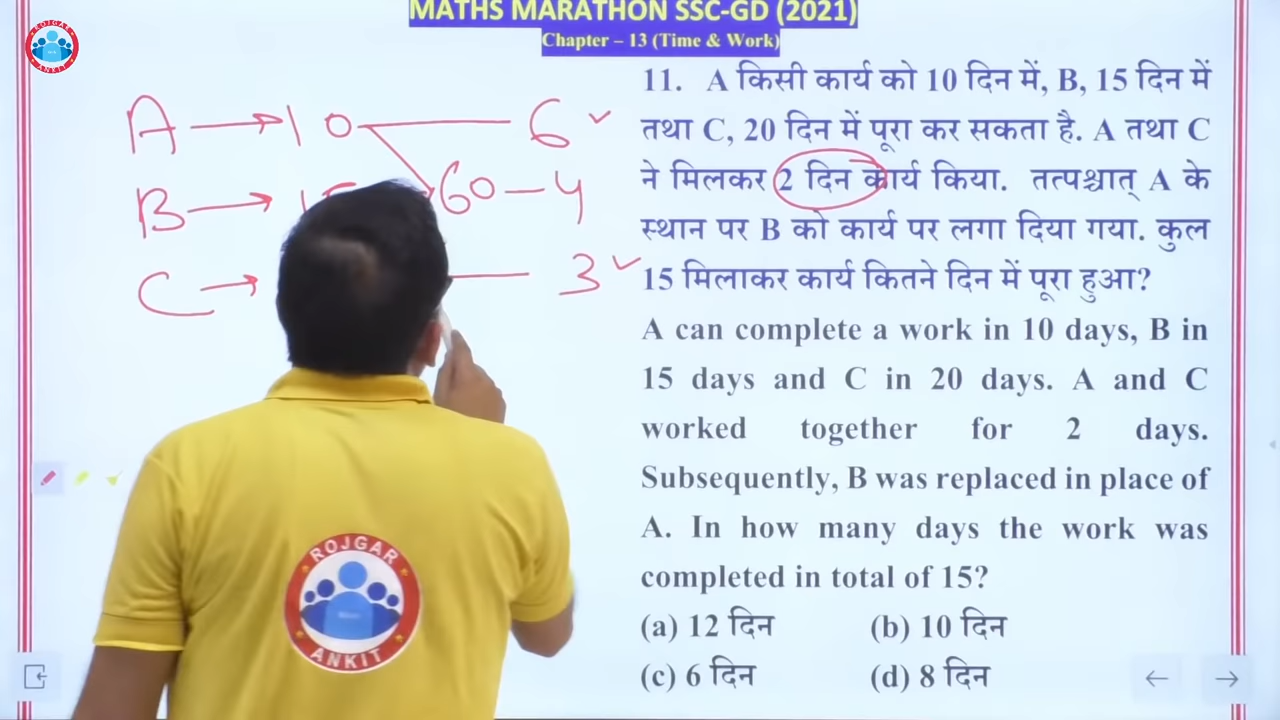 MATHS MARATHON SSC-GD (2021)
Chapter – 13 (Time & Work)
ROJGAR
ANKIT
A → 10 — 6 ✓
B → 15 60 — 4
C → — 3 ✓
11. A किसी कार्य को 10 दिन में, B, 15 दिन में
तथा C, 20 दिन में पूरा कर सकता है. A तथा C
ने मिलकर 2 दिन कार्य किया. तत्पश्चात् A के
स्थान पर B को कार्य पर लगा दिया गया. कुल
15 मिलाकर कार्य कितने दिन में पूरा हुआ?
A can complete a work in 10 days, B in
15 days and C in 20 days. A and C
worked together for 2 days.
Subsequently, B was replaced in place of
A. In how many days the work was
completed in total of 15?
(a) 12 दिन (b) 10 दिन
(c) 6 दिन (d) 8 दिन
ROJGAR
ANKIT